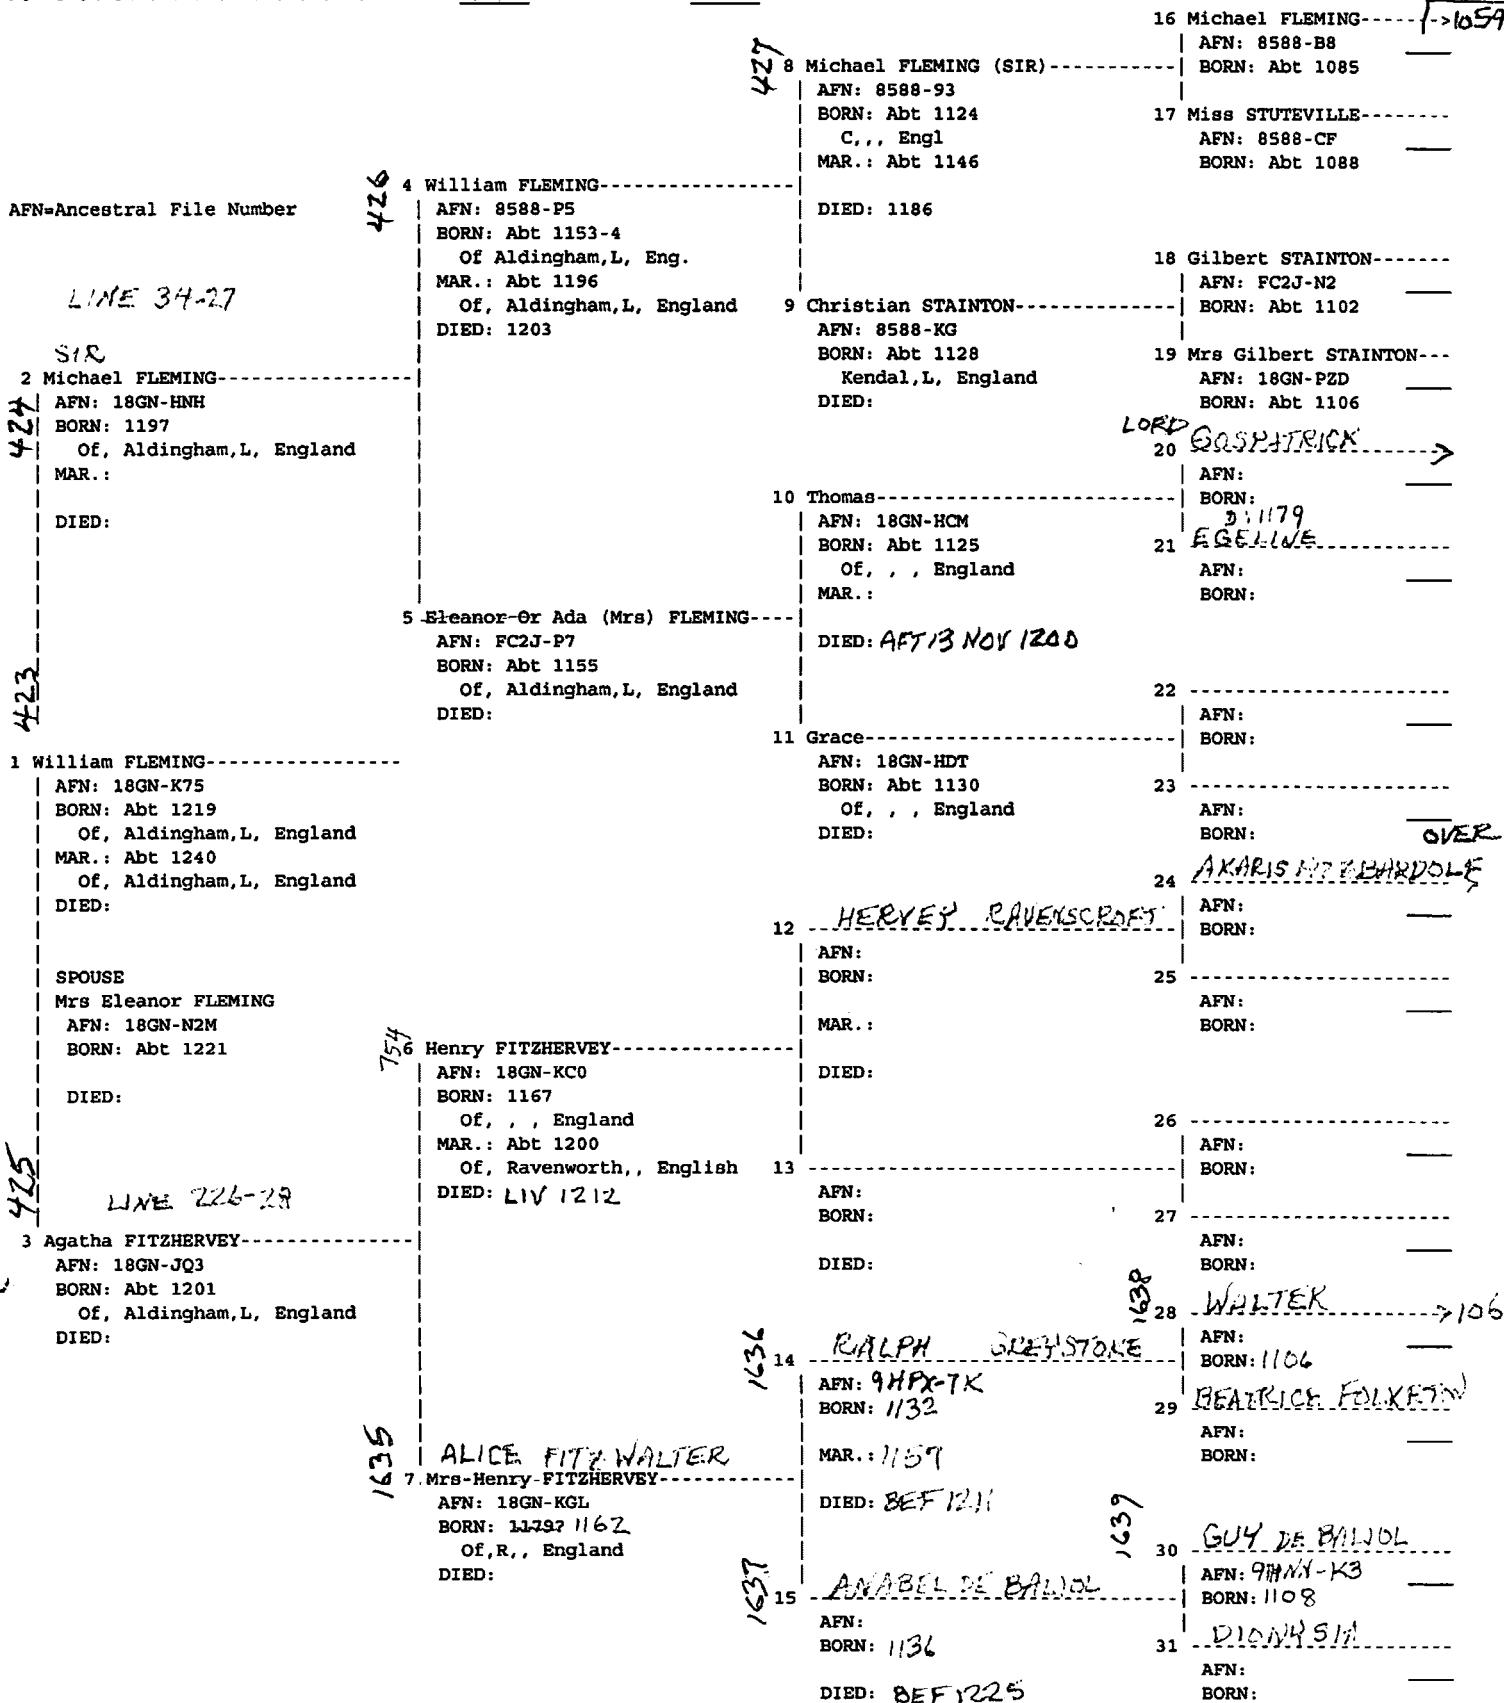 AFN=Ancestral File Number
LINE 34-27
423
1 William FLEMING----------------
AFN: 18GN-K75
BORN: Abt 1219
Of, Aldingham,L, England
MAR.: Abt 1240
Of, Aldingham,L, England
DIED:
SPOUSE
Mrs Eleanor FLEMING
AFN: 18GN-N2M
BORN: Abt 1221
DIED:
424
SIR
2 Michael FLEMING----------------
AFN: 18GN-HNH
BORN: 1197
Of, Aldingham,L, England
MAR.:
DIED:
425
LINE 226-28
3 Agatha FITZHERVEY--------------
AFN: 18GN-JQ3
BORN: Abt 1201
Of, Aldingham,L, England
DIED:
426
4 William FLEMING----------------
AFN: 8588-P5
BORN: Abt 1153-4
Of Aldingham,L, Eng.
MAR.: Abt 1196
Of, Aldingham,L, England
DIED: 1203
5 Eleanor-Or Ada (Mrs) FLEMING----
AFN: FC2J-P7
BORN: Abt 1155
Of, Aldingham,L, England
DIED:
754
6 Henry FITZHERVEY---------------
AFN: 18GN-KC0
BORN: 1167
Of, , , England
MAR.: Abt 1200
Of, Ravenworth,, English
DIED: LIV 1212
1635
ALICE FITZ WALTER
7 Mrs-Henry-FITZHERVEY-----------
AFN: 18GN-KGL
BORN: 1179? 1162
Of,R,, England
DIED:
427
8 Michael FLEMING (SIR)-----------
AFN: 8588-93
BORN: Abt 1124
C,,, Engl
MAR.: Abt 1146
DIED: 1186
9 Christian STAINTON--------------
AFN: 8588-KG
BORN: Abt 1128
Kendal,L, England
DIED:
10 Thomas-------------------------
AFN: 18GN-HCM
BORN: Abt 1125
Of, , , England
MAR.:
DIED: AFT 13 NOV 1200
11 Grace--------------------------
AFN: 18GN-HDT
BORN: Abt 1130
Of, , , England
DIED:
12 HERVEY RAVENSCROFT
AFN:
BORN:
MAR.:
DIED:
13 -------------------------------
AFN:
BORN:
DIED:
1636
14 RALPH GREYSTOKE
AFN: 9HPX-7K
BORN: 1132
MAR.: 1159
DIED: BEF 1211
1637
15 ANABEL DE BALIOL
AFN:
BORN: 1136
DIED: BEF 1225
16 Michael FLEMING------->1059
AFN: 8588-B8
BORN: Abt 1085
17 Miss STUTEVILLE--------
AFN: 8588-CF
BORN: Abt 1088
18 Gilbert STAINTON-------
AFN: FC2J-N2
BORN: Abt 1102
19 Mrs Gilbert STAINTON---
AFN: 18GN-PZD
BORN: Abt 1106
LORD
20 GOSPATRICK
AFN:
BORN:
D: 1179
21 EGELINE
AFN:
BORN:
22 -----------------------
AFN:
BORN:
23 -----------------------
AFN:
BORN:
OVER
24 AKARIS FITZ BARDOLF
AFN:
BORN:
25 -----------------------
AFN:
BORN:
26 -----------------------
AFN:
BORN:
27 -----------------------
AFN:
BORN:
1638
28 WALTER ->106
AFN:
BORN: 1106
29 BEATRICE FOLKETON
AFN:
BORN:
1639
30 GUY DE BALIOL
AFN: 9HNN-K3
BORN: 1108
31 DIONYSIA
AFN:
BORN: